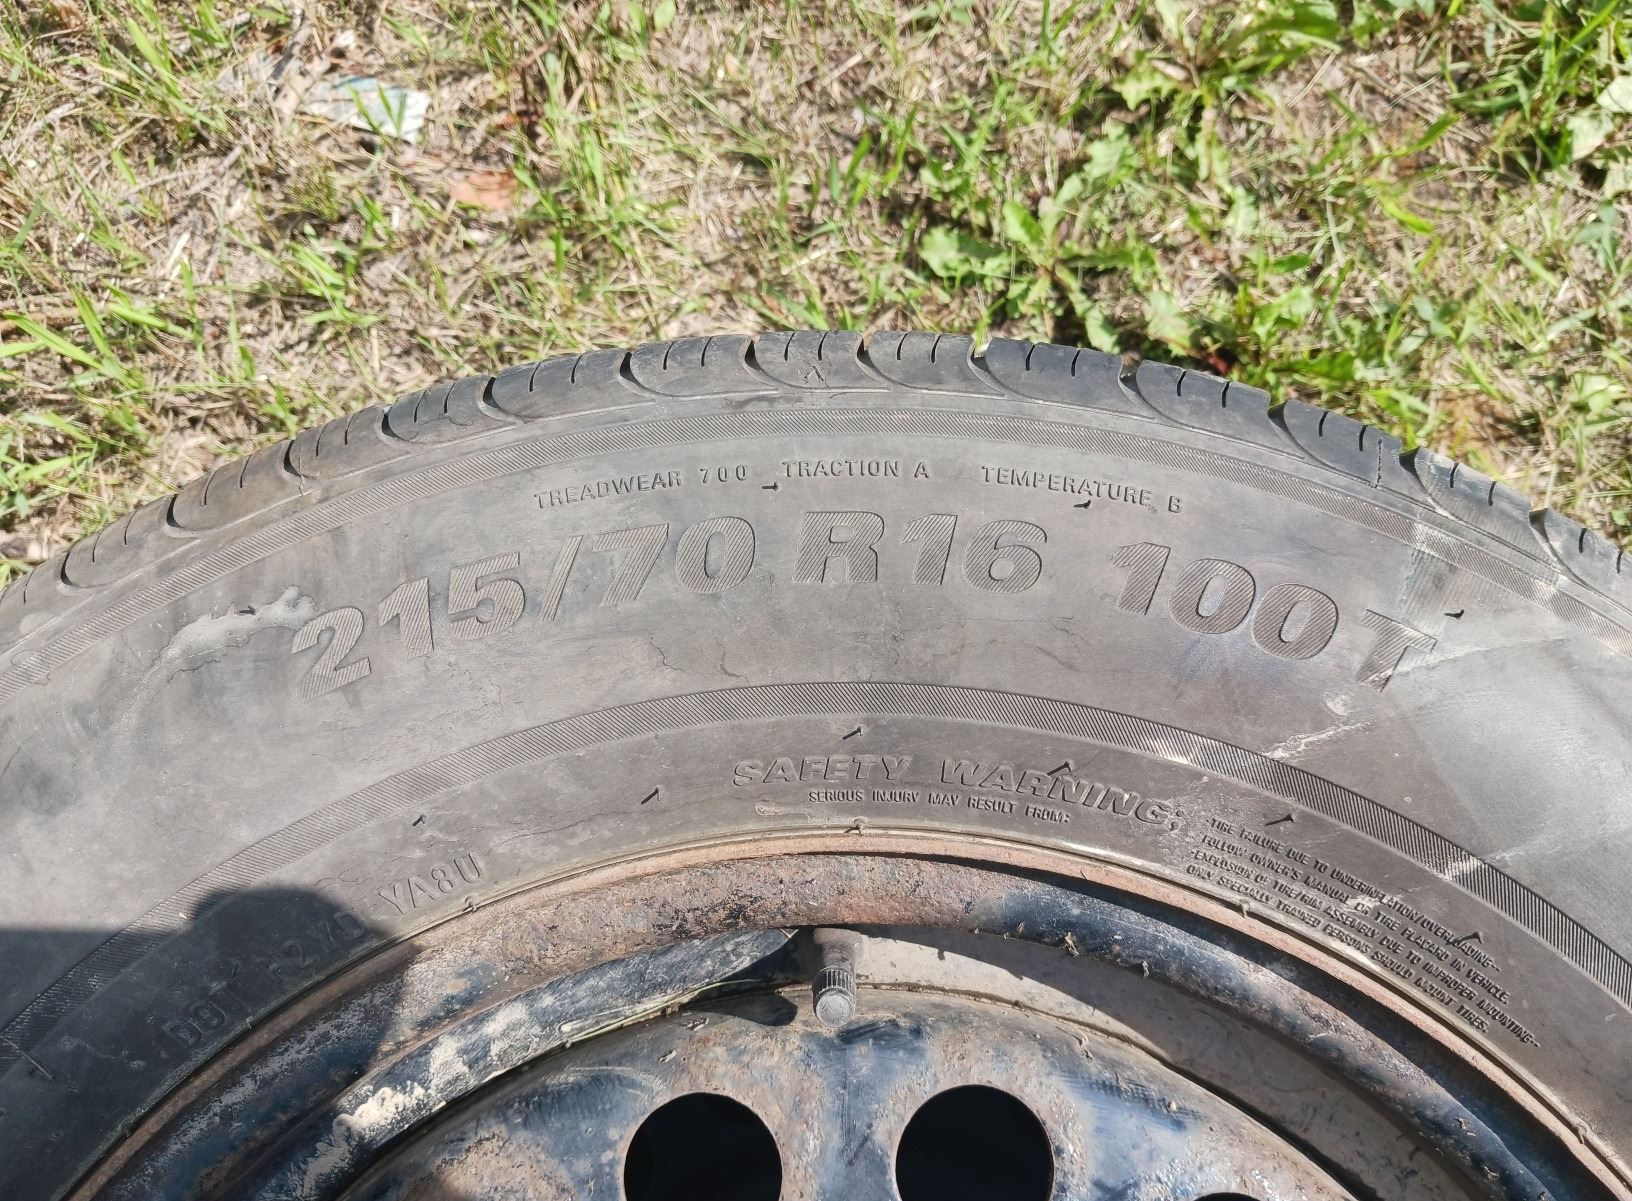 TREADWEAR 700 TRACTION A TEMPERATURE B
215/70 R16 100T
SAFETY WARNING:
SERIOUS INJURY MAY RESULT FROM:
-TIRE FAILURE DUE TO UNDERINFLATION/OVERLOADING--
FOLLOW OWNER'S MANUAL OR TIRE PLACARD IN VEHICLE.
-EXPLOSION OF TIRE/RIM ASSEMBLY DUE TO IMPROPER MOUNTING--
ONLY SPECIALLY TRAINED PERSONS SHOULD MOUNT TIRES.
DOT YA8U